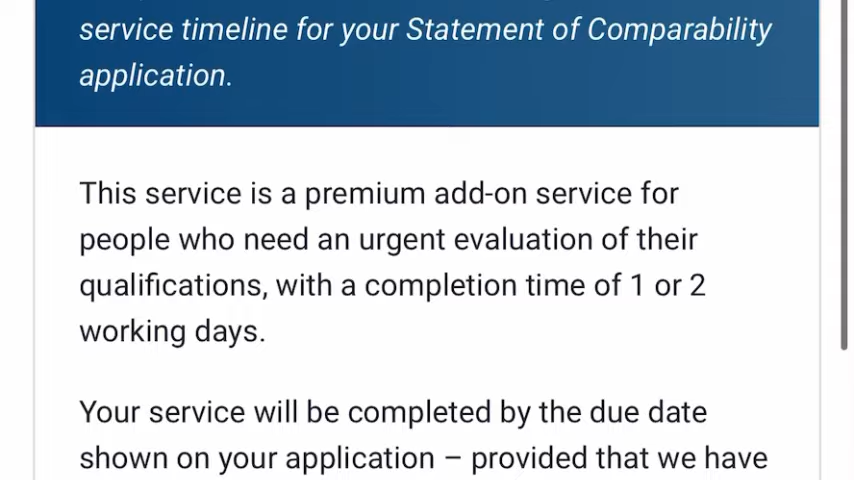 service timeline for your Statement of Comparability
application.
This service is a premium add-on service for
people who need an urgent evaluation of their
qualifications, with a completion time of 1 or 2
working days.
Your service will be completed by the due date
shown on your application – provided that we have